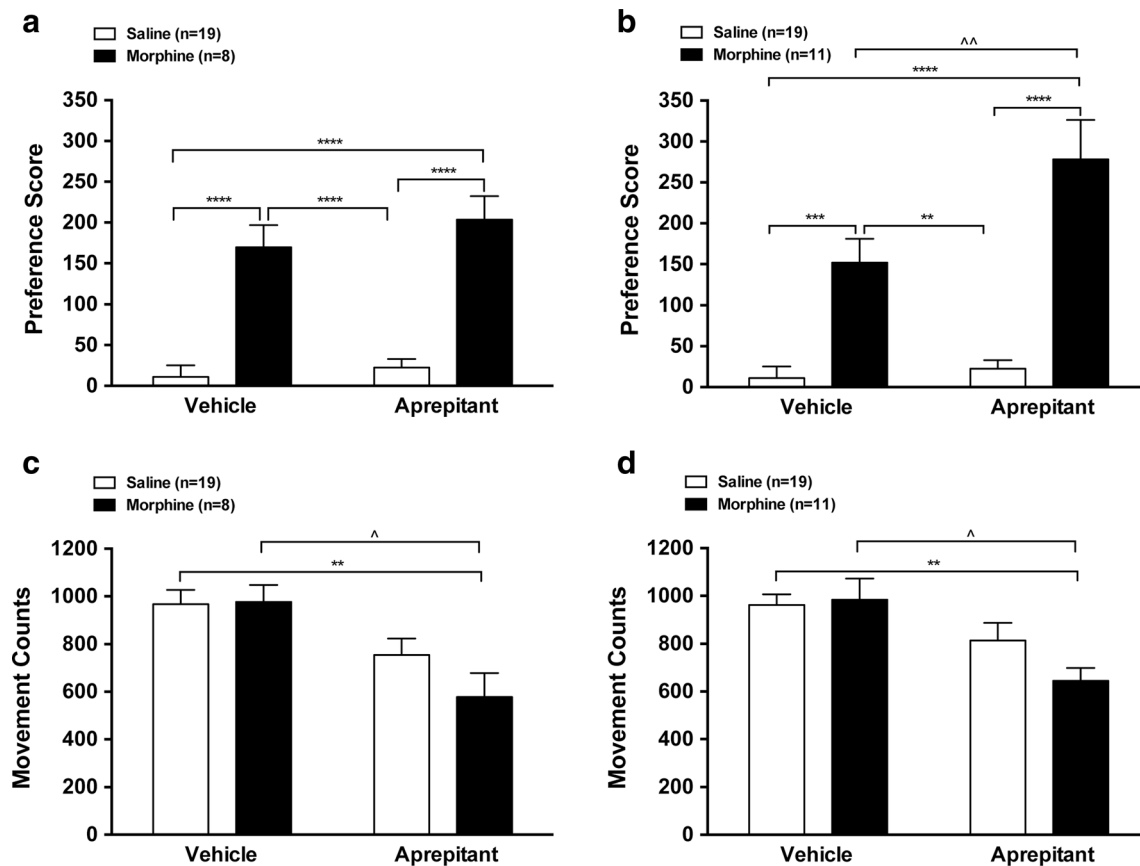 a
Saline (n=19)
Morphine (n=8)
Preference Score
350
300
250
200
150
100
50
0
****
****
****
****
Vehicle
Aprepitant
b
Saline (n=19)
Morphine (n=11)
Preference Score
350
300
250
200
150
100
50
0
^^
****
****
***
**
Vehicle
Aprepitant
c
Saline (n=19)
Morphine (n=8)
Movement Counts
1200
1000
800
600
400
200
0
^
**
Vehicle
Aprepitant
d
Saline (n=19)
Morphine (n=11)
Movement Counts
1200
1000
800
600
400
200
0
^
**
Vehicle
Aprepitant